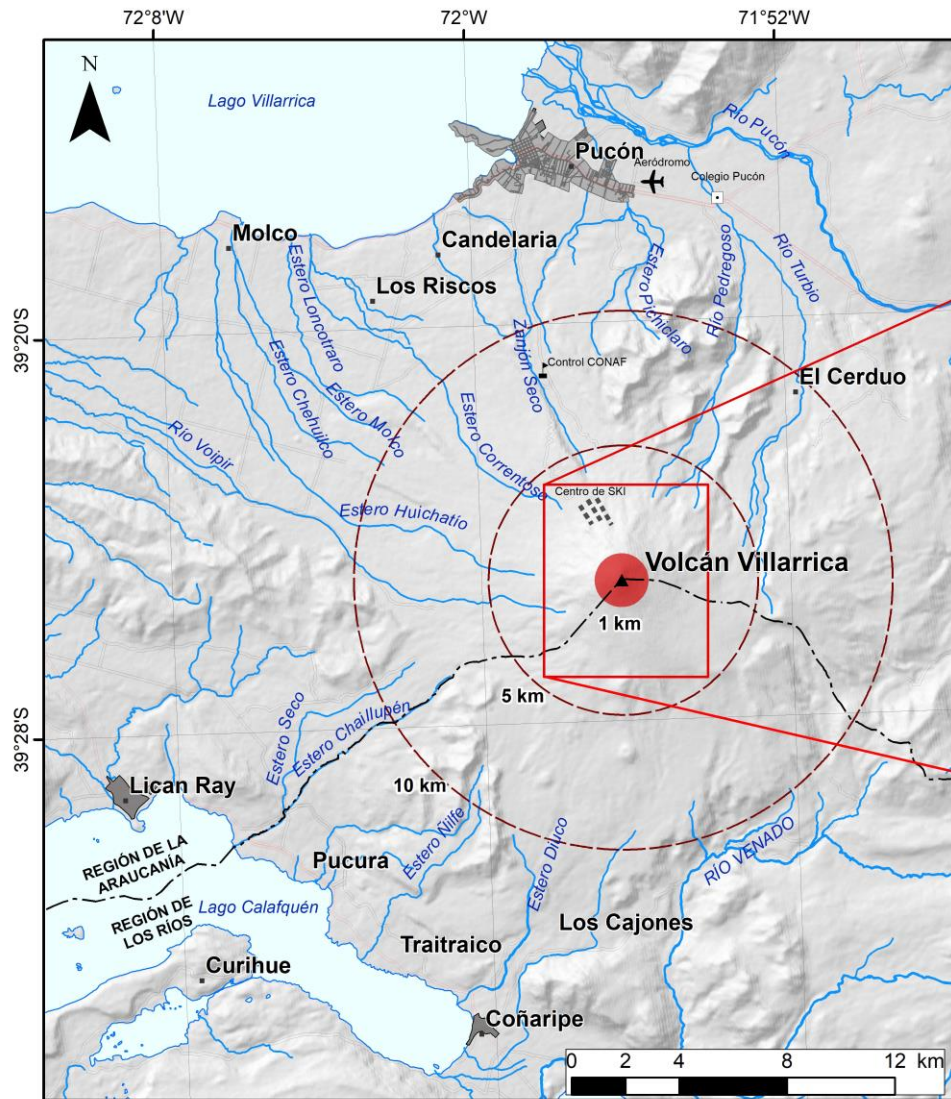 72°8'W
72°W
71°52'W
N
Lago Villarrica
Río Pucón
Pucón
Aeródromo
Colegio Pucón
Molco
Candelaria
Los Riscos
Estero Loncotraro
Estero Pichiclaro
Río Pedregoso
Río Turbio
39°20'S
Zanjón Seco
Control CONAF
El Cerduo
Estero Chehuilco
Estero Molco
Estero Correntoso
Río Voipir
Centro de SKI
Estero Huichatío
Volcán Villarrica
1 km
5 km
39°28'S
Estero Seco
Estero Chaillupén
10 km
Lican Ray
Estero Ñilfe
Estero Diuco
RÍO VENADO
Pucura
REGIÓN DE LA
ARAUCANÍA
REGIÓN DE
LOS RÍOS
Lago Calafquén
Los Cajones
Traitraico
Curihue
Coñaripe
0 2 4 8 12 km